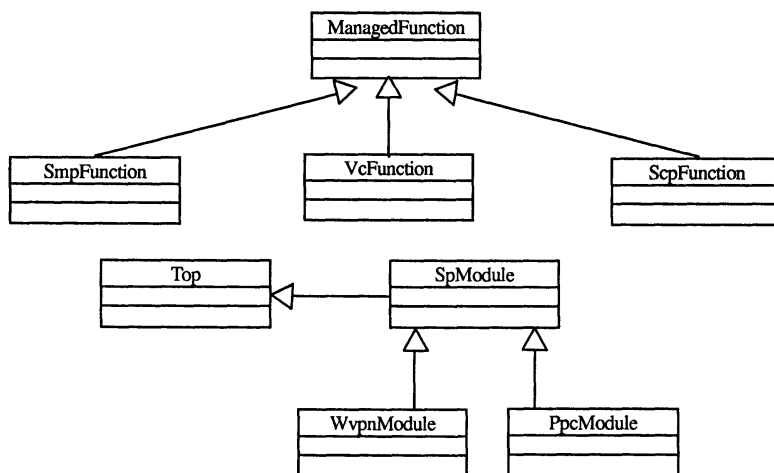 ManagedFunction
SmpFunction
VcFunction
ScpFunction
Top
SpModule
WvpnModule
PpcModule